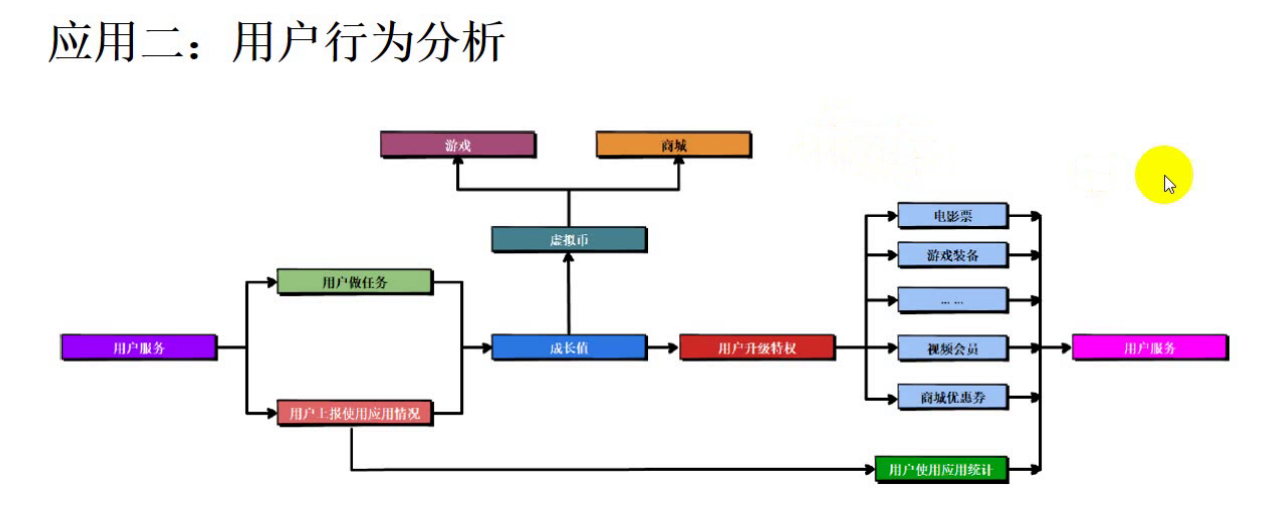 应用二：用户行为分析
游戏
商城
虚拟币
用户做任务
用户服务
成长值
用户升级特权
用户上报使用应用情况
电影票
游戏装备
... ...
视频会员
商城优惠券
用户使用应用统计
用户服务